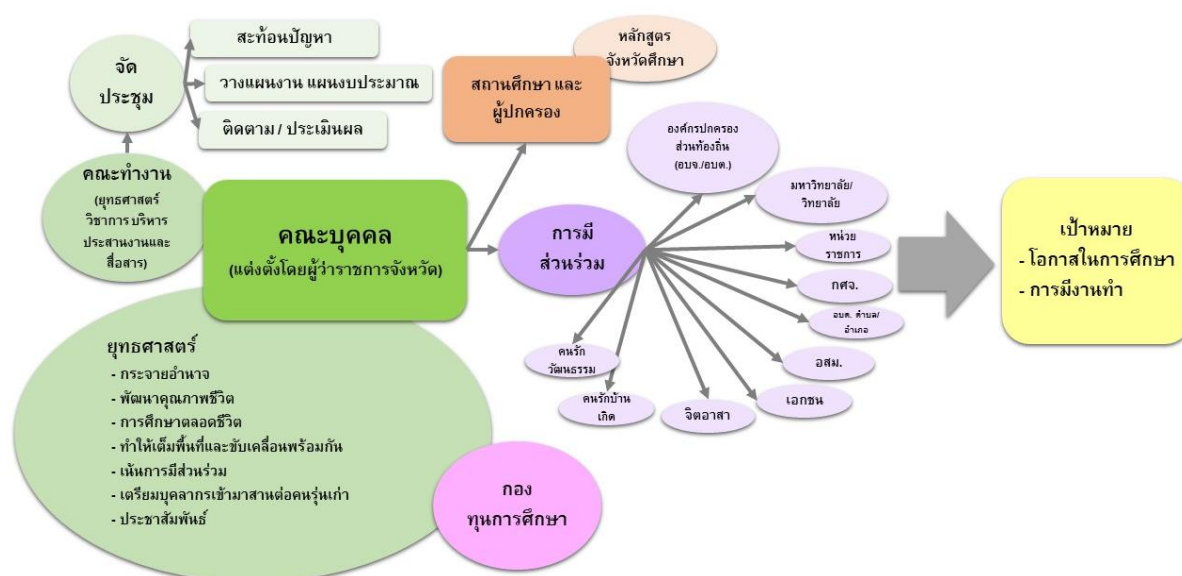 สะท้อนปัญหา
จัด
ประชุม
วางแผนงาน แผนงบประมาณ
ติดตาม / ประเมินผล
คณะทำงาน
(ยุทธศาสตร์
วิชาการ บริหาร
ประสานงานและ
สื่อสาร)
คณะบุคคล
(แต่งตั้งโดยผู้ว่าราชการจังหวัด)
หลักสูตร
จังหวัดศึกษา
สถานศึกษา และ
ผู้ปกครอง
การมี
ส่วนร่วม
องค์กรปกครอง
ส่วนท้องถิ่น
(อบจ./อบต.)
มหาวิทยาลัย/
วิทยาลัย
หน่วย
ราชการ
กศจ.
อบต. ตำบล/
อำเภอ
อสม.
เอกชน
จิตอาสา
คนรักบ้าน
เกิด
คนรัก
วัฒนธรรม
เป้าหมาย
- โอกาสในการศึกษา
- การมีงานทำ
ยุทธศาสตร์
- กระจายอำนาจ
- พัฒนาคุณภาพชีวิต
- การศึกษาตลอดชีวิต
- ทำให้เต็มพื้นที่และขับเคลื่อนพร้อมกัน
- เน้นการมีส่วนร่วม
- เตรียมบุคลากรเข้ามาสานต่อคนรุ่นเก่า
- ประชาสัมพันธ์
กอง
ทุนการศึกษา